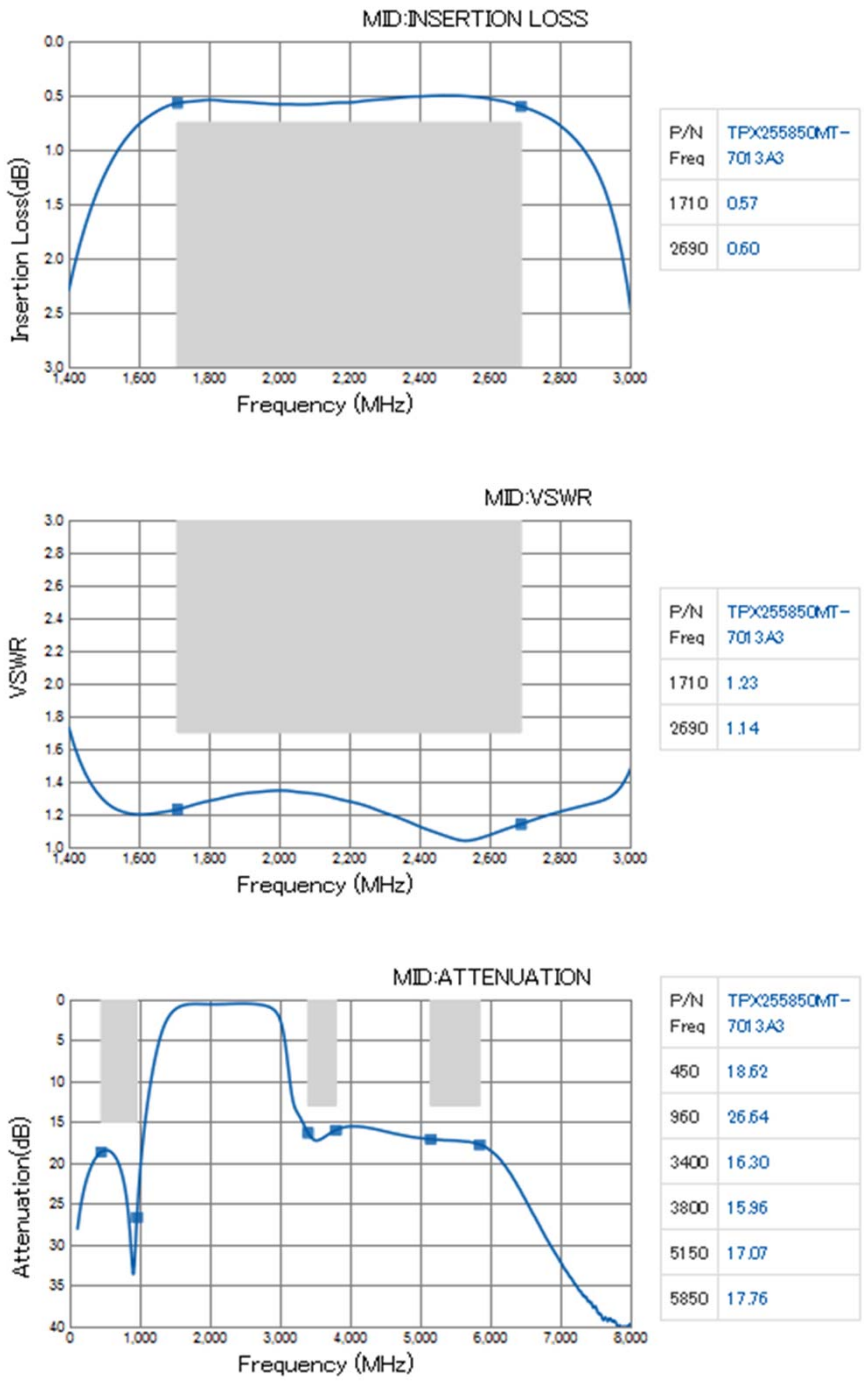 MID:INSERTION LOSS
Insertion Loss(dB)
0.0
0.5
1.0
1.5
2.0
2.5
3.0
1,400 1,600 1,800 2,000 2,200 2,400 2,600 2,800 3,000
Frequency (MHz)
P/N TPX255850MT-
Freq 7013A3
1710 0.57
2690 0.60
MID:VSWR
VSWR
3.0
2.8
2.6
2.4
2.2
2.0
1.8
1.6
1.4
1.2
1.0
1,400 1,600 1,800 2,000 2,200 2,400 2,600 2,800 3,000
Frequency (MHz)
P/N TPX255850MT-
Freq 7013A3
1710 1.23
2690 1.14
MID:ATTENUATION
Attenuation(dB)
0
5
10
15
20
25
30
35
40
0 1,000 2,000 3,000 4,000 5,000 6,000 7,000 8,000
Frequency (MHz)
P/N TPX255850MT-
Freq 7013A3
450 18.62
960 26.64
3400 16.30
3800 15.96
5150 17.07
5850 17.76